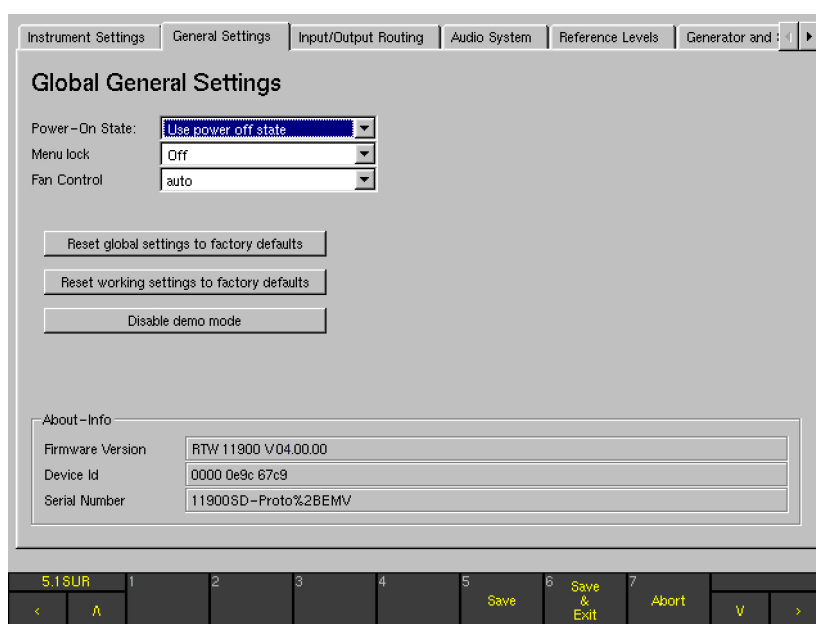 Instrument Settings General Settings Input/Output Routing Audio System Reference Levels Generator and
Global General Settings
Power-On State: Use power off state
Menu lock Off
Fan Control auto
Reset global settings to factory defaults
Reset working settings to factory defaults
Disable demo mode
About-Info
Firmware Version RTW 11900 V04.00.00
Device Id 0000 0e9c 67c9
Serial Number 11900SD-Proto%2BEMV
5.1SUR 1 2 3 4 5 Save 6 Save & Exit 7 Abort
< Λ V >